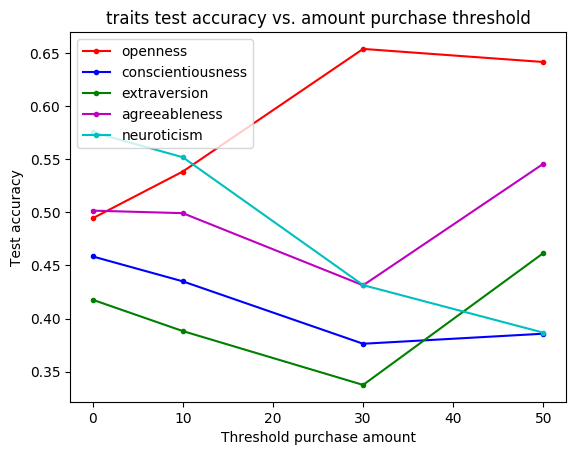 traits test accuracy vs. amount purchase threshold
openness
conscientiousness
extraversion
agreeableness
neuroticism
Test accuracy
0.65
0.60
0.55
0.50
0.45
0.40
0.35
0 10 20 30 40 50
Threshold purchase amount